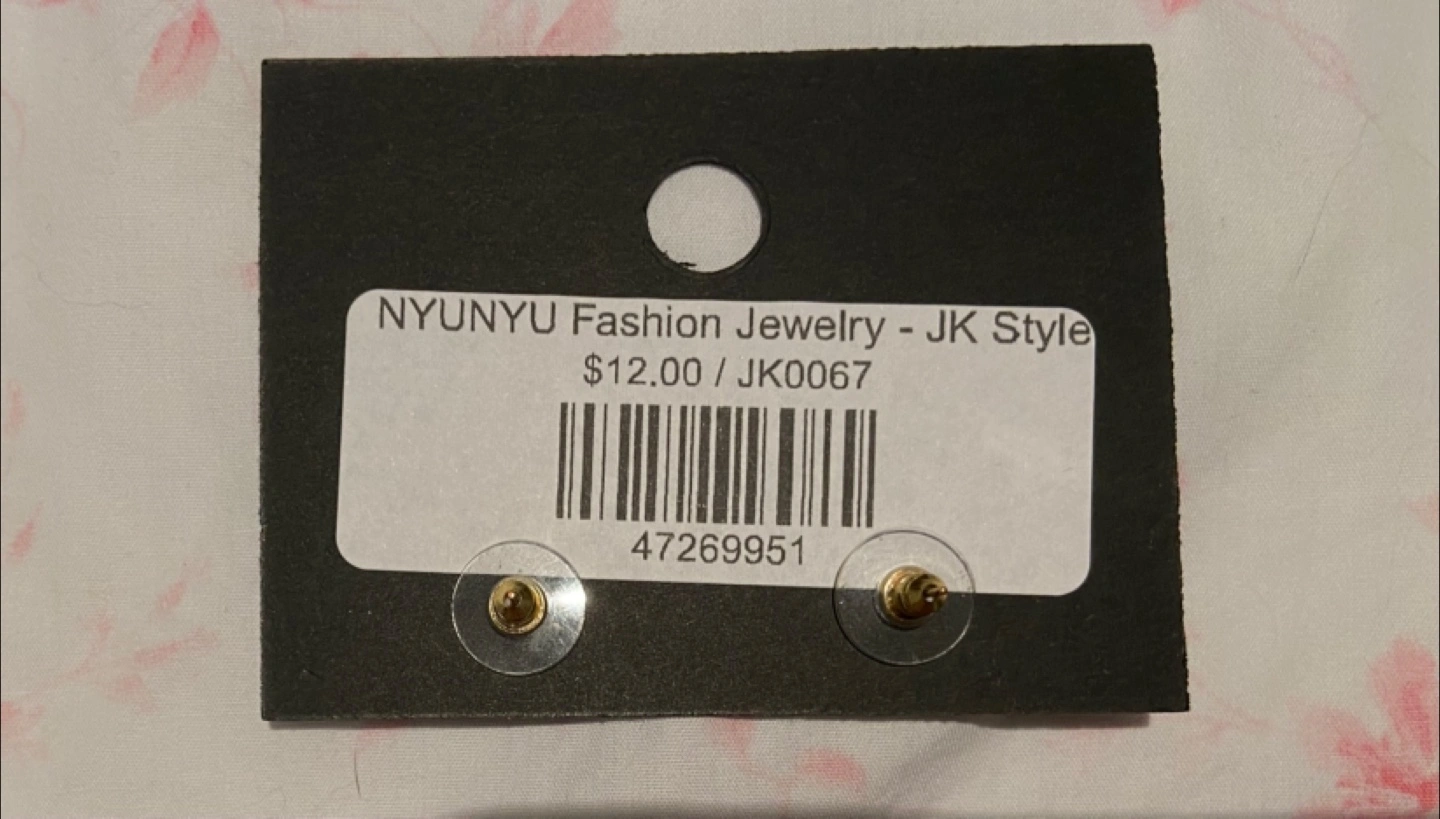 NYUNYU Fashion Jewelry - JK Style
$12.00 / JK0067
47269951